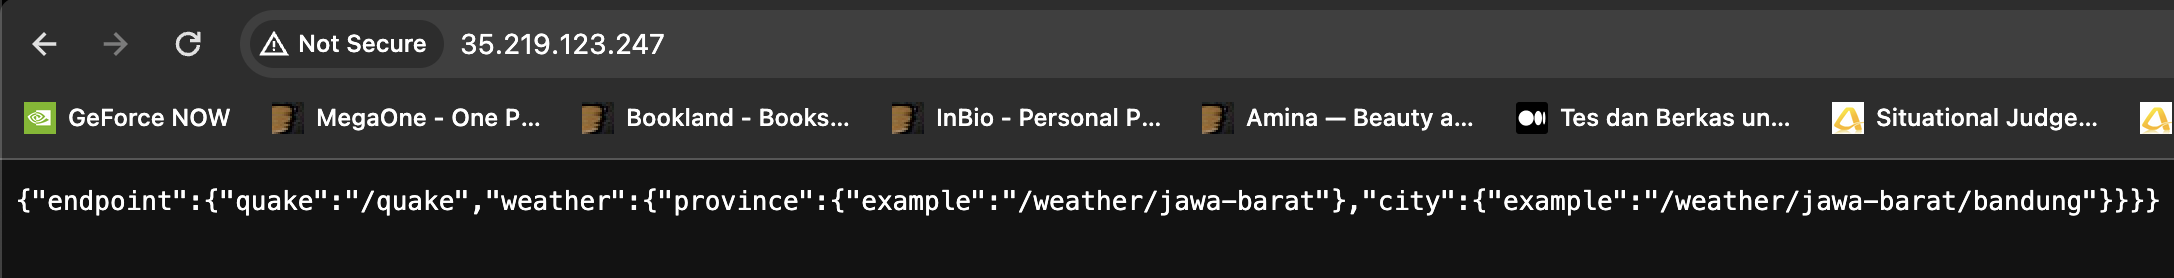 Not Secure 35.219.123.247
GeForce NOW MegaOne - One P... Bookland - Books... InBio - Personal P... Amina — Beauty a... Tes dan Berkas un... Situational Judge...
{"endpoint":{"quake":"/quake","weather":{"province":{"example":"/weather/jawa-barat"},"city":{"example":"/weather/jawa-barat/bandung"}}}}